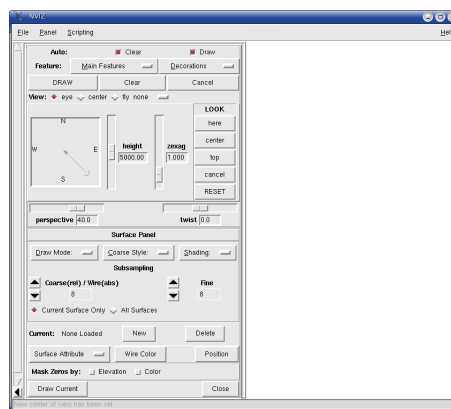 NVIZ
File Panel Scripting Help
Auto: Clear Draw
Feature: Main Features Decorations
DRAW Clear Cancel
View: eye center fly none
LOOK
here
center
top
cancel
RESET
N
W E
S
height
5000.00
zexag
1.000
perspective 40.0 twist 0.0
Surface Panel
Draw Mode: Coarse Style: Shading:
Subsampling
Coarse(rel) / Wire(abs) Fine
8 8
Current Surface Only All Surfaces
Current: None Loaded New Delete
Surface Attribute Wire Color Position
Mask Zeros by: Elevation Color
Draw Current Close
New center of view has been set